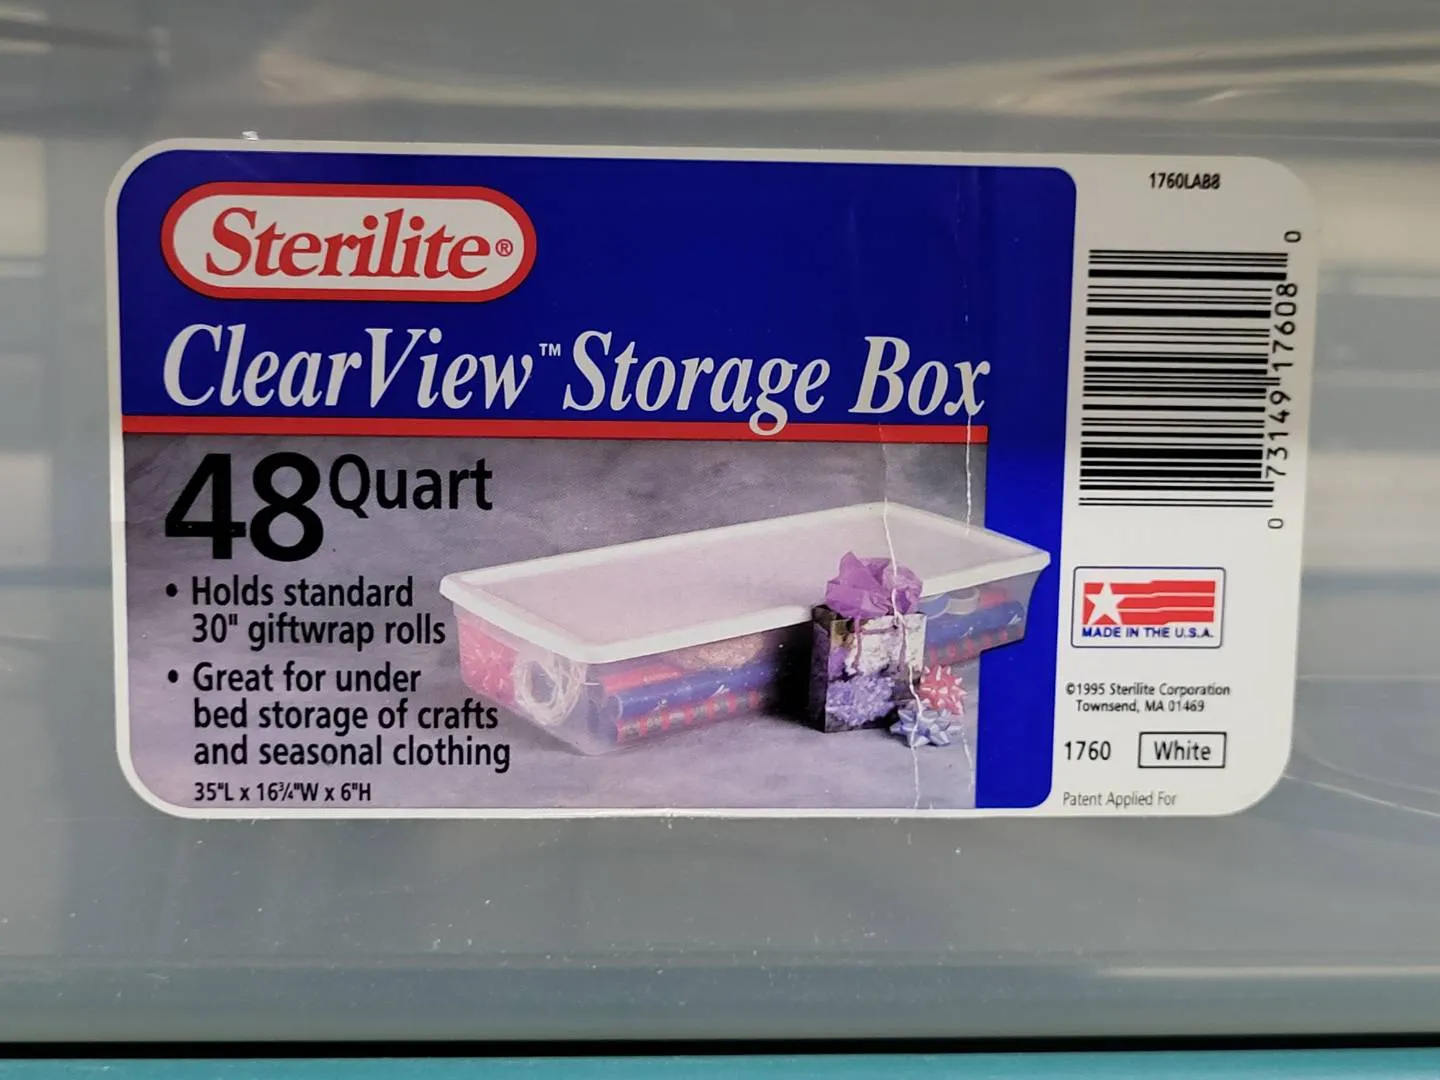 Sterilite®
ClearView™ Storage Box
48 Quart
• Holds standard
30" giftwrap rolls
• Great for under
bed storage of crafts
and seasonal clothing
35"L x 16¾"W x 6"H
1760LAB8
0 73149 17608 0
MADE IN THE U.S.A.
©1995 Sterilite Corporation
Townsend, MA 01469
1760 White
Patent Applied For